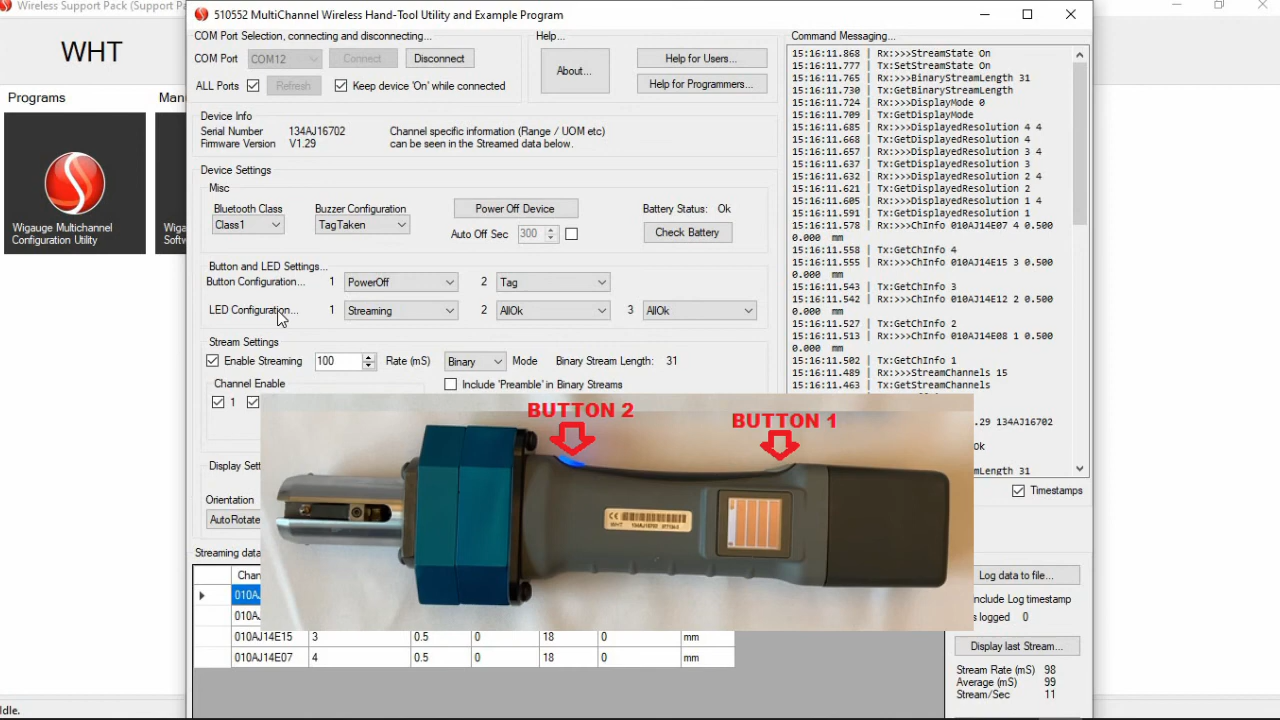 Wireless Support Pack (Support Pa
WHT
Programs
Man
Wigauge Multichannel
Configuration Utility
Wiga
Softw
Idle.
510552 MultiChannel Wireless Hand-Tool Utility and Example Program
COM Port Selection, connecting and disconnecting...
COM Port COM12 Connect Disconnect
ALL Ports Refresh Keep device 'On' while connected
Help...
About...
Help for Users...
Help for Programmers...
Device Info
Serial Number 134AJ16702
Firmware Version V1.29
Channel specific information (Range / UOM etc)
can be seen in the Streamed data below.
Device Settings
Misc
Bluetooth Class Buzzer Configuration
Class1 TagTaken
Power Off Device
Auto Off Sec 300
Battery Status: Ok
Check Battery
Button and LED Settings...
Button Configuration... 1 PowerOff 2 Tag
LED Configuration... 1 Streaming 2 AllOk 3 AllOk
Stream Settings
Enable Streaming 100 Rate (mS) Binary Mode Binary Stream Length: 31
Channel Enable
Include 'Preamble' in Binary Streams
1
BUTTON 2
BUTTON 1
Display Sett
Orientation
AutoRotate
WHT 134AJ16702
Streaming data
Chan
010AJ
010AJ
010AJ14E15 3 0.5 0 18 0 mm
010AJ14E07 4 0.5 0 18 0 mm
Command Messaging...
15:16:11.868 | Rx:>>>StreamState On
15:16:11.777 | Tx:SetStreamState On
15:16:11.765 | Rx:>>>BinaryStreamLength 31
15:16:11.730 | Tx:GetBinaryStreamLength
15:16:11.724 | Rx:>>>DisplayMode 0
15:16:11.709 | Tx:GetDisplayMode
15:16:11.685 | Rx:>>>DisplayedResolution 4 4
15:16:11.668 | Tx:GetDisplayedResolution 4
15:16:11.657 | Rx:>>>DisplayedResolution 3 4
15:16:11.637 | Tx:GetDisplayedResolution 3
15:16:11.632 | Rx:>>>DisplayedResolution 2 4
15:16:11.621 | Tx:GetDisplayedResolution 2
15:16:11.605 | Rx:>>>DisplayedResolution 1 4
15:16:11.591 | Tx:GetDisplayedResolution 1
15:16:11.578 | Rx:>>>ChInfo 010AJ14E07 4 0.500
0.000 mm
15:16:11.558 | Tx:GetChInfo 4
15:16:11.555 | Rx:>>>ChInfo 010AJ14E15 3 0.500
0.000 mm
15:16:11.543 | Tx:GetChInfo 3
15:16:11.542 | Rx:>>>ChInfo 010AJ14E12 2 0.500
0.000 mm
15:16:11.527 | Tx:GetChInfo 2
15:16:11.513 | Rx:>>>ChInfo 010AJ14E08 1 0.500
0.000 mm
15:16:11.502 | Tx:GetChInfo 1
15:16:11.489 | Rx:>>>StreamChannels 15
15:16:11.463 | Tx:GetStreamChannels
.29 134AJ16702
Ok
mLength 31
Timestamps
Log data to file...
nclude Log timestamp
s logged 0
Display last Stream...
Stream Rate (mS) 98
Average (mS) 99
Stream/Sec 11